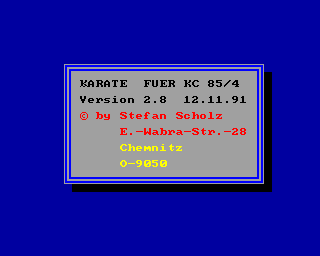 KARATE  FUER KC 85/4
Version 2.8  12.11.91
© by Stefan Scholz
E.-Wabra-Str.-28
Chemnitz
O-9050